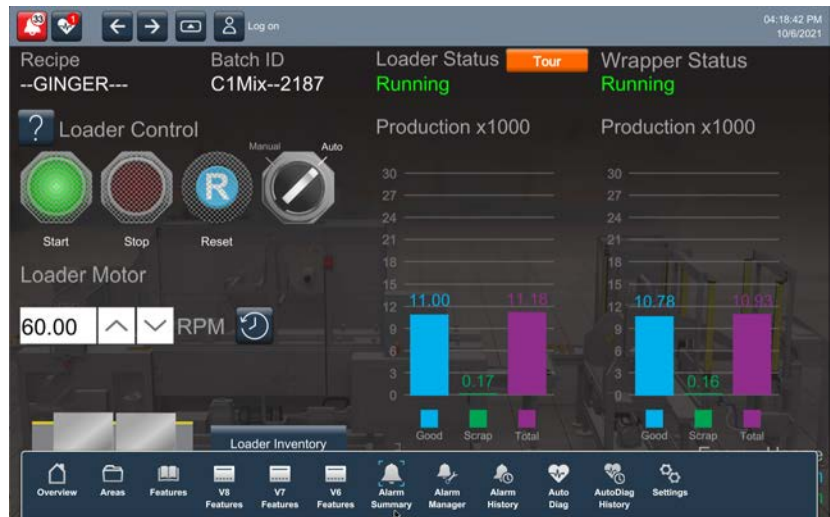 33
1
Log on
04:18:42 PM
10/6/2021
Recipe
--GINGER---
Batch ID
C1Mix--2187
Loader Status
Tour
Running
Wrapper Status
Running
? Loader Control
Manual
Auto
R
Start
Stop
Reset
Loader Motor
60.00
RPM
Production x1000
30
27
24
21
18
15
12
9
6
3
0
11.00
0.17
11.18
Good
Scrap
Total
Production x1000
30
27
24
21
18
15
12
9
6
3
0
10.78
0.16
10.93
Good
Scrap
Total
Loader Inventory
Overview
Areas
Features
V8
Features
V7
Features
V6
Features
Alarm
Summary
Alarm
Manager
Alarm
History
Auto
Diag
AutoDiag
History
Settings